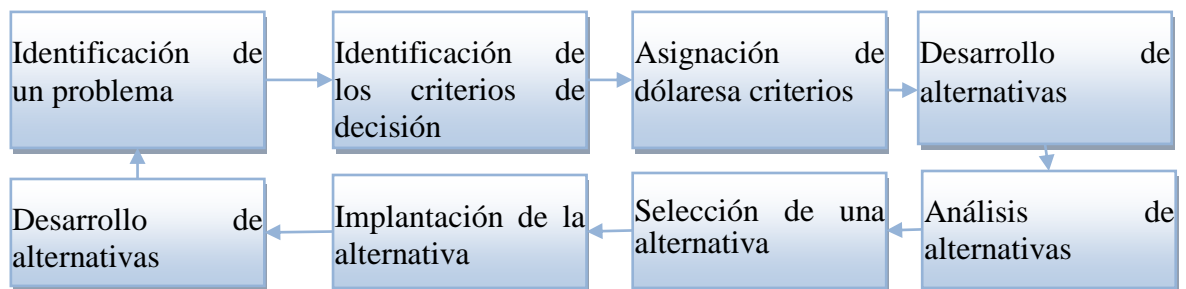 Identificación de
un problema
Identificación de
los criterios de
decisión
Asignación de
dólaresa criterios
Desarrollo de
alternativas
Análisis de
alternativas
Selección de una
alternativa
Implantación de la
alternativa
Desarrollo de
alternativas